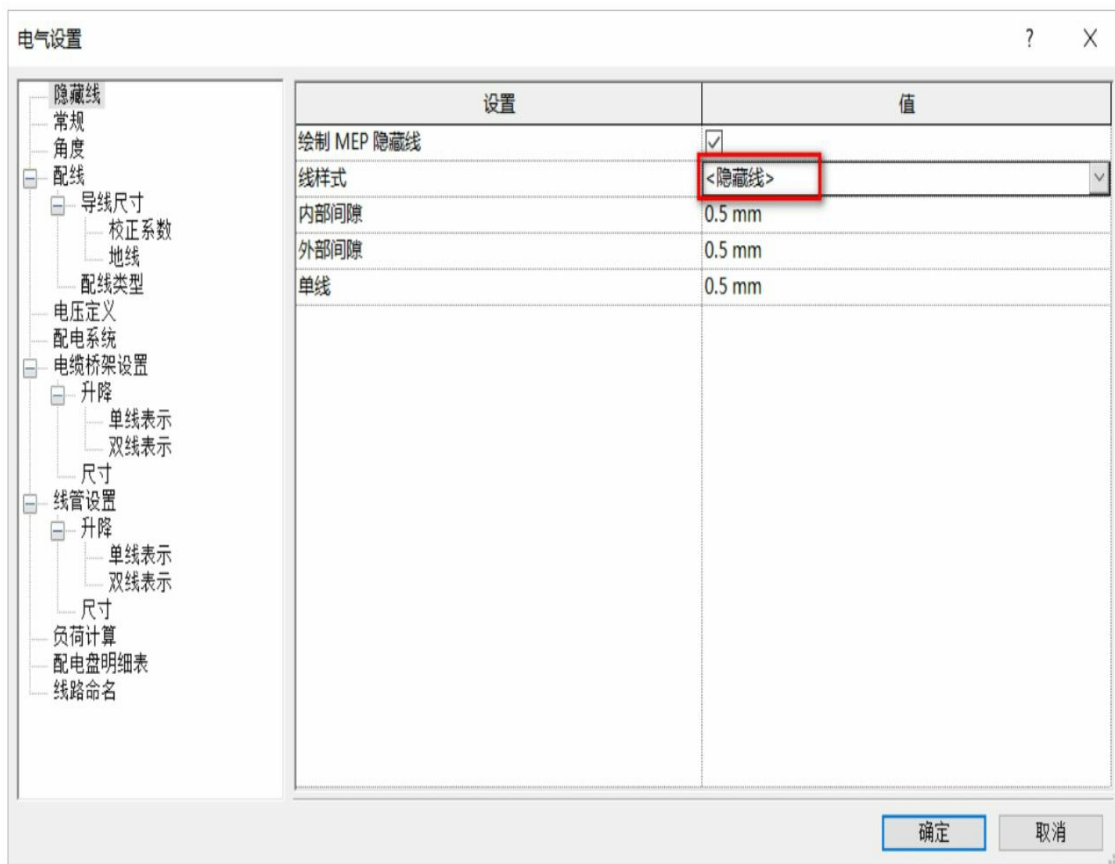 电气设置
?
X
隐藏线
常规
角度
配线
导线尺寸
校正系数
地线
配线类型
电压定义
配电系统
电缆桥架设置
升降
单线表示
双线表示
尺寸
线管设置
升降
单线表示
双线表示
尺寸
负荷计算
配电盘明细表
线路命名
设置 值
绘制 MEP 隐藏线
线样式 <隐藏线>
内部间隙 0.5 mm
外部间隙 0.5 mm
单线 0.5 mm
确定 取消